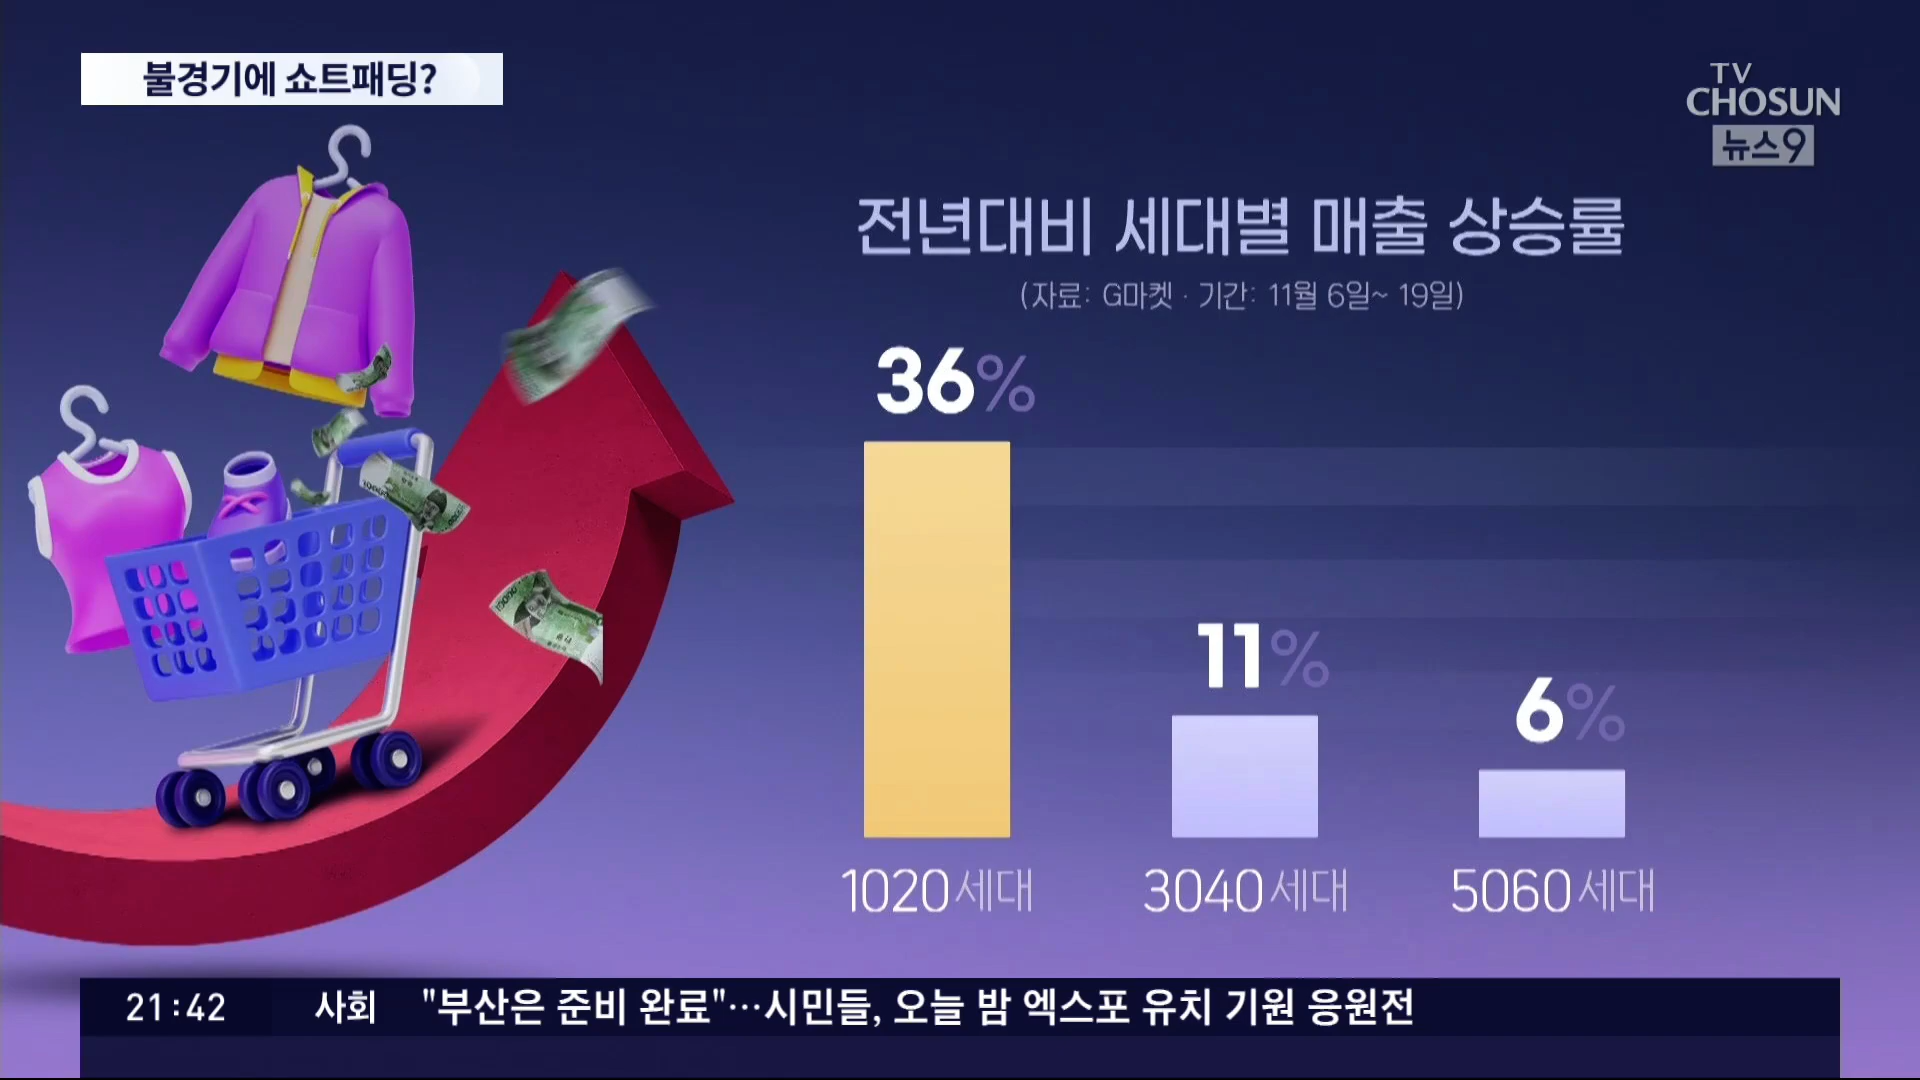 불경기에 쇼트패딩?
TV
CHOSUN
뉴스9
전년대비 세대별 매출 상승률
(자료: G마켓 · 기간: 11월 6일~ 19일)
36%
11%
6%
1020세대
3040세대
5060세대
21:42 사회 "부산은 준비 완료"…시민들, 오늘 밤 엑스포 유치 기원 응원전